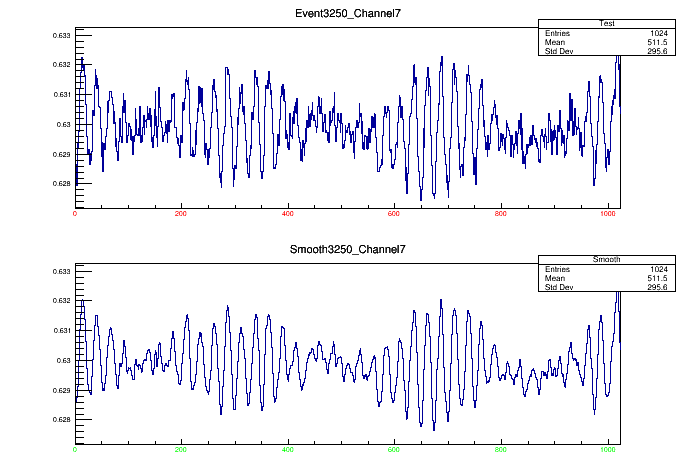 Event3250_Channel7
Test
Entries 1024
Mean 511.5
Std Dev 295.6
0.633
0.632
0.631
0.63
0.629
0.628
0 200 400 600 800 1000
Smooth3250_Channel7
Smooth
Entries 1024
Mean 511.5
Std Dev 295.6
0.633
0.632
0.631
0.63
0.629
0.628
0 200 400 600 800 1000